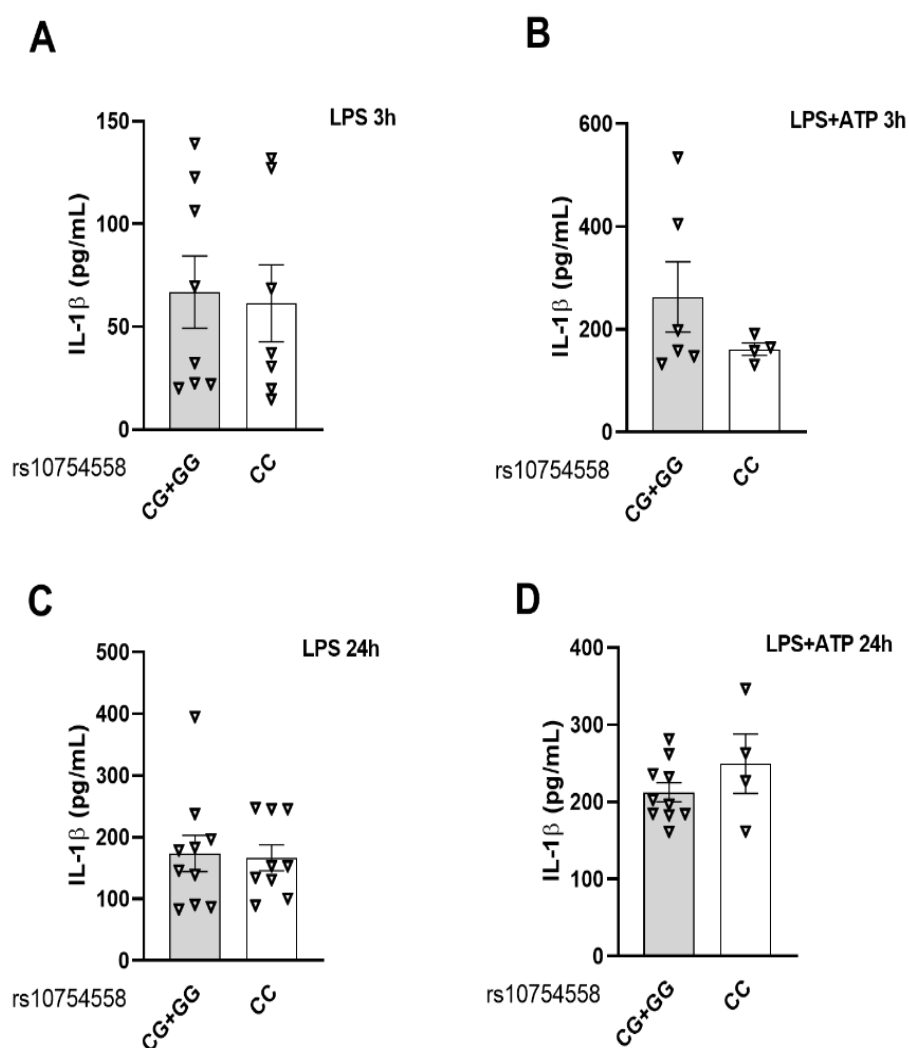 A
LPS 3h
IL-1β (pg/mL)
150
100
50
0
rs10754558
CG+GG
CC
B
LPS+ATP 3h
IL-1β (pg/mL)
600
400
200
0
rs10754558
CG+GG
CC
C
LPS 24h
IL-1β (pg/mL)
500
400
300
200
100
0
rs10754558
CG+GG
CC
D
LPS+ATP 24h
IL-1β (pg/mL)
400
300
200
100
0
rs10754558
CG+GG
CC